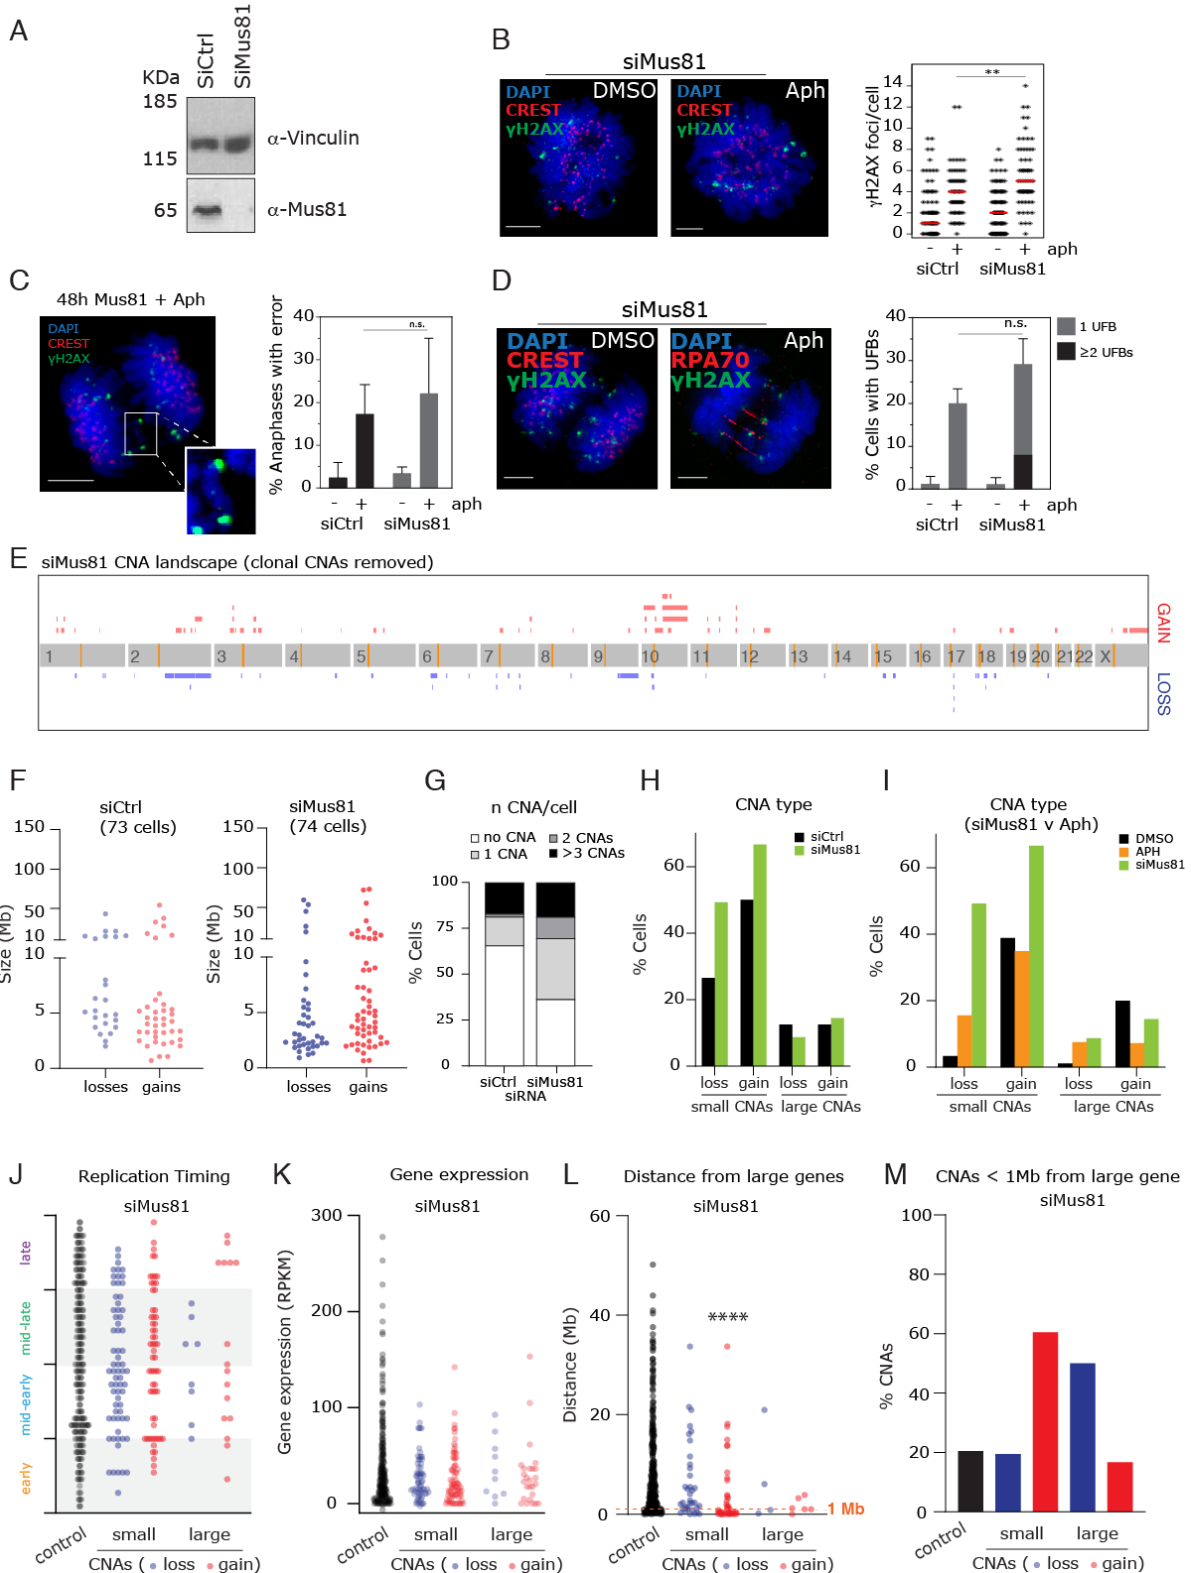 A
SiCtrl
SiMus81
KDa
185
115
65
α-Vinculin
α-Mus81
B
siMus81
DAPI
CREST
γH2AX
DMSO
DAPI
CREST
γH2AX
Aph
γH2AX foci/cell
14
12
10
8
6
4
2
0
**
- + - + aph
siCtrl siMus81
C
48h Mus81 + Aph
DAPI
CREST
γH2AX
% Anaphases with error
40
30
20
10
0
n.s.
- + - + aph
siCtrl siMus81
D
siMus81
DAPI
CREST
γH2AX
DMSO
DAPI
RPA70
γH2AX
Aph
% Cells with UFBs
40
30
20
10
0
n.s.
1 UFB
≥2 UFBs
- + - + aph
siCtrl siMus81
E
siMus81 CNA landscape (clonal CNAs removed)
1 2 3 4 5 6 7 8 9 10 11 12 13 14 15 16 17 18 19 20 21 22 X
GAIN
LOSS
F
siCtrl
(73 cells)
Size (Mb)
150
100
50
10
10
5
0
losses gains
siMus81
(74 cells)
Size (Mb)
150
100
50
10
10
5
0
losses gains
G
n CNA/cell
no CNA
1 CNA
2 CNAs
>3 CNAs
% Cells
100
75
50
25
0
siCtrl siMus81
siRNA
H
CNA type
siCtrl
siMus81
% Cells
60
40
20
0
loss gain loss gain
small CNAs large CNAs
I
CNA type
(siMus81 v Aph)
DMSO
APH
siMus81
% Cells
60
40
20
0
loss gain loss gain
small CNAs large CNAs
J
Replication Timing
siMus81
late
mid-late
mid-early
early
control small large
CNAs ( • loss • gain)
K
Gene expression
siMus81
Gene expression (RPKM)
300
200
100
0
control small large
CNAs ( • loss • gain)
L
Distance from large genes
siMus81
Distance (Mb)
60
40
20
0
****
1 Mb
control small large
CNAs ( • loss • gain)
M
CNAs < 1Mb from large gene
siMus81
% CNAs
100
80
60
40
20
0
control small large
CNAs ( • loss • gain)